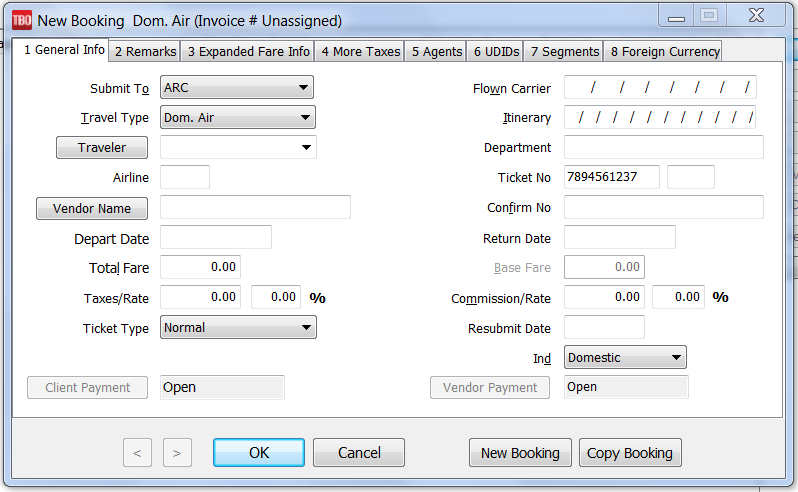 TBO New Booking Dom. Air (Invoice # Unassigned)
1 General Info 2 Remarks 3 Expanded Fare Info 4 More Taxes 5 Agents 6 UDIDs 7 Segments 8 Foreign Currency
Submit To ARC Flown Carrier / / / / / / /
Travel Type Dom. Air Itinerary / / / / / / / / / / /
Traveler Department
Airline Ticket No 7894561237
Vendor Name Confirm No
Depart Date Return Date
Total Fare 0.00 Base Fare 0.00
Taxes/Rate 0.00 0.00 % Commission/Rate 0.00 0.00 %
Ticket Type Normal Resubmit Date
Ind Domestic
Client Payment Open Vendor Payment Open
< > OK Cancel New Booking Copy Booking